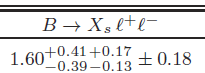 B → X_s ℓ⁺ℓ⁻
1.60^{+0.41+0.17}_{−0.39−0.13} ± 0.18